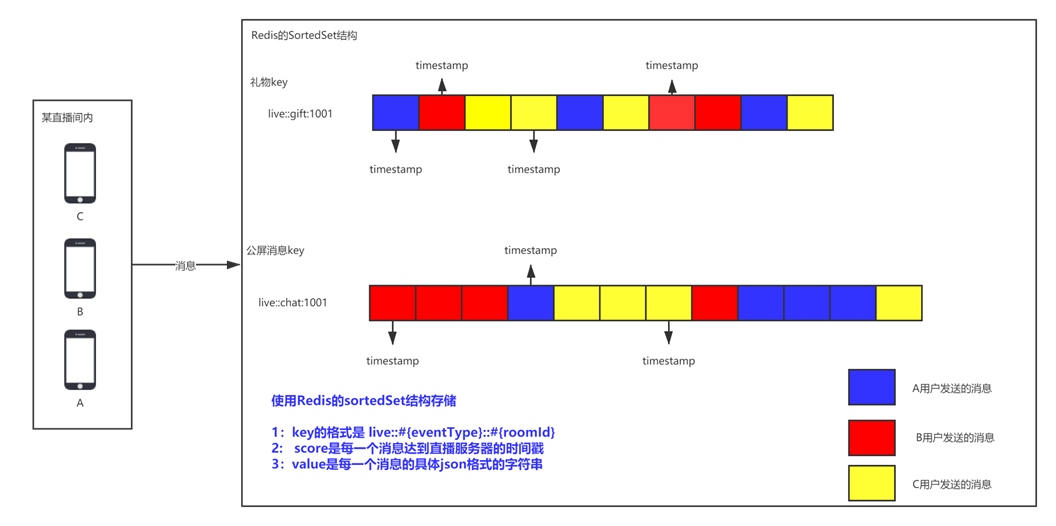 Redis的SortedSet结构
某直播间内
C
B
A
消息
礼物key
live::gift:1001
timestamp
timestamp
timestamp
timestamp
公屏消息key
live::chat:1001
timestamp
timestamp
timestamp
使用Redis的sortedSet结构存储
1：key的格式是 live::#{eventType}::#{roomId}
2： score是每一个消息达到直播服务器的时间戳
3：value是每一个消息的具体json格式的字符串
A用户发送的消息
B用户发送的消息
C用户发送的消息